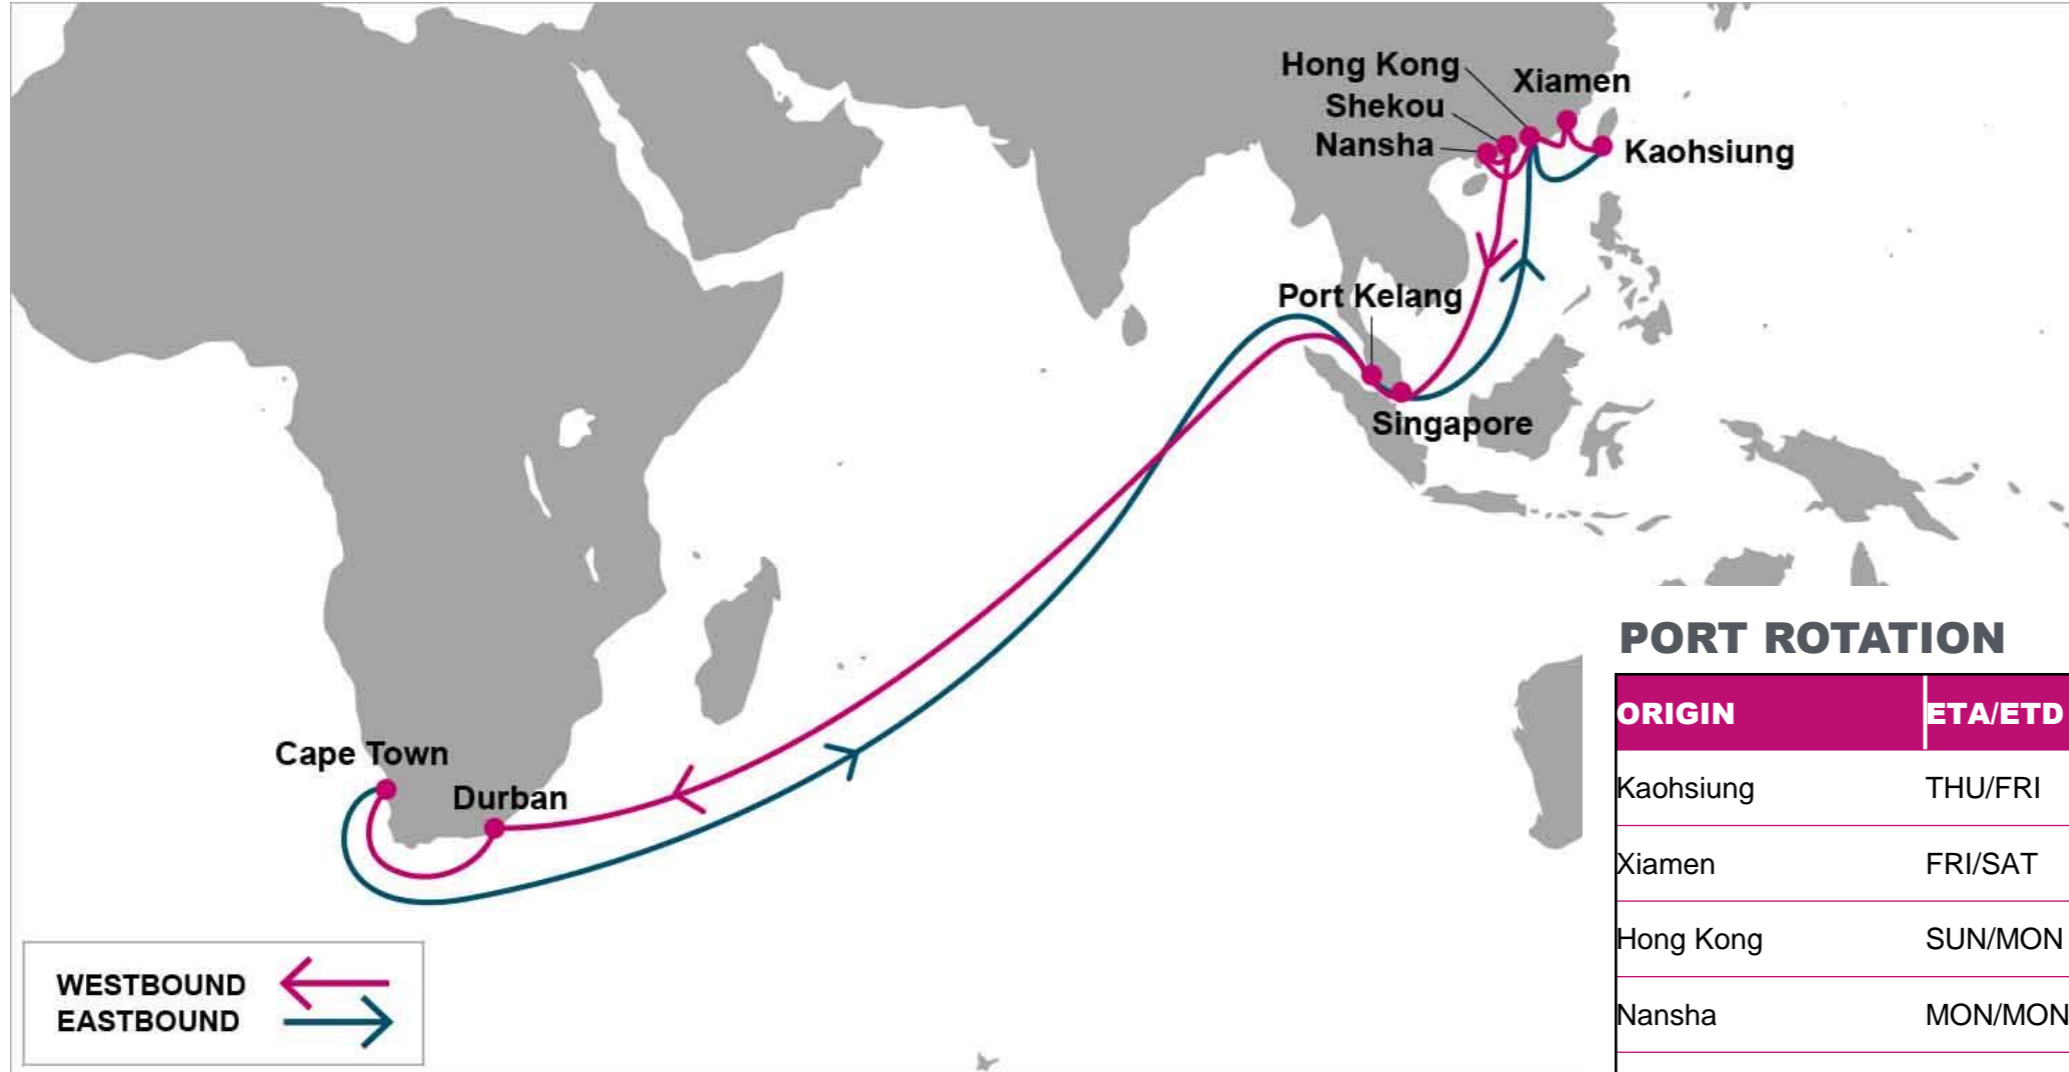 Hong Kong
Xiamen
Shekou
Nansha
Kaohsiung
Port Kelang
Singapore
Cape Town
Durban
WESTBOUND
EASTBOUND
PORT ROTATION
ORIGIN ETA/ETD
Kaohsiung THU/FRI
Xiamen FRI/SAT
Hong Kong SUN/MON
Nansha MON/MON